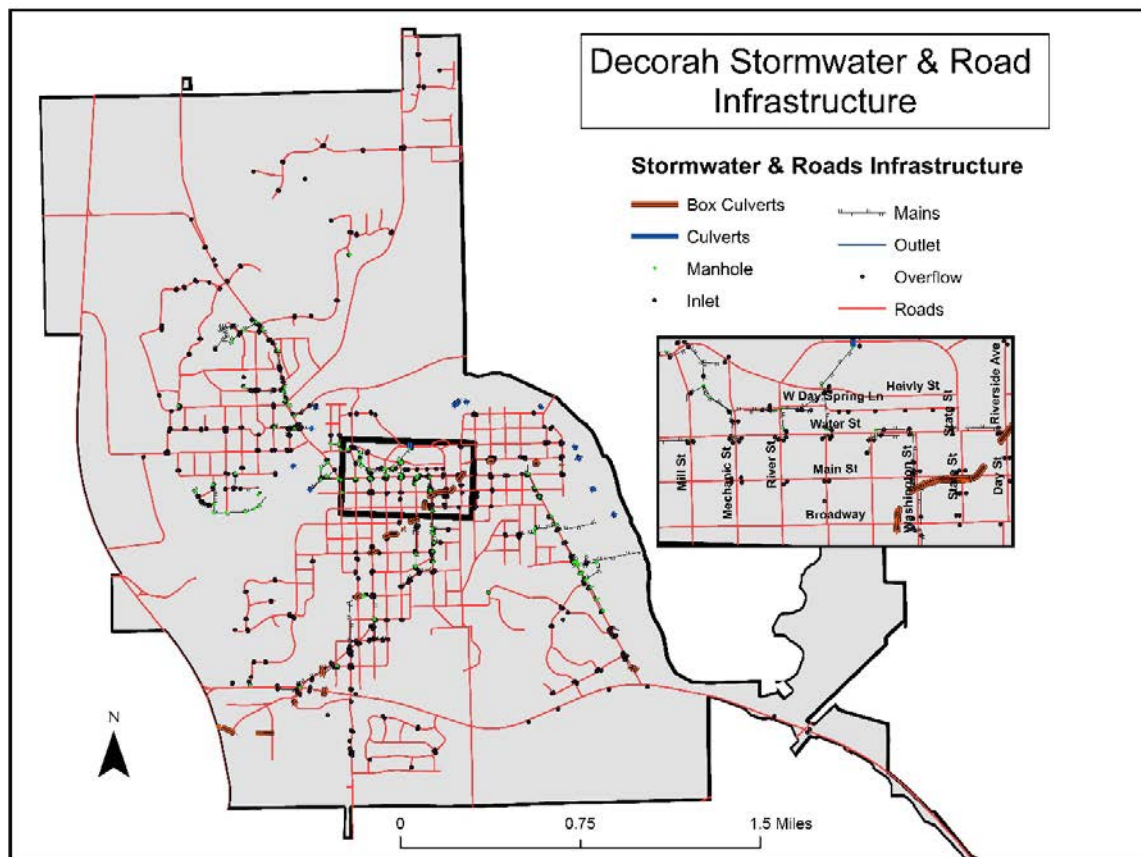 Decorah Stormwater & Road
Infrastructure
Stormwater & Roads Infrastructure
Box Culverts
Culverts
Manhole
Inlet
Mains
Outlet
Overflow
Roads
Heivly St
W Day Spring Ln
Water St
Main St
Broadway
Mill St
Mechanic St
River St
Washington St
State St
State St
Day St
Riverside Ave
N
0
0.75
1.5 Miles